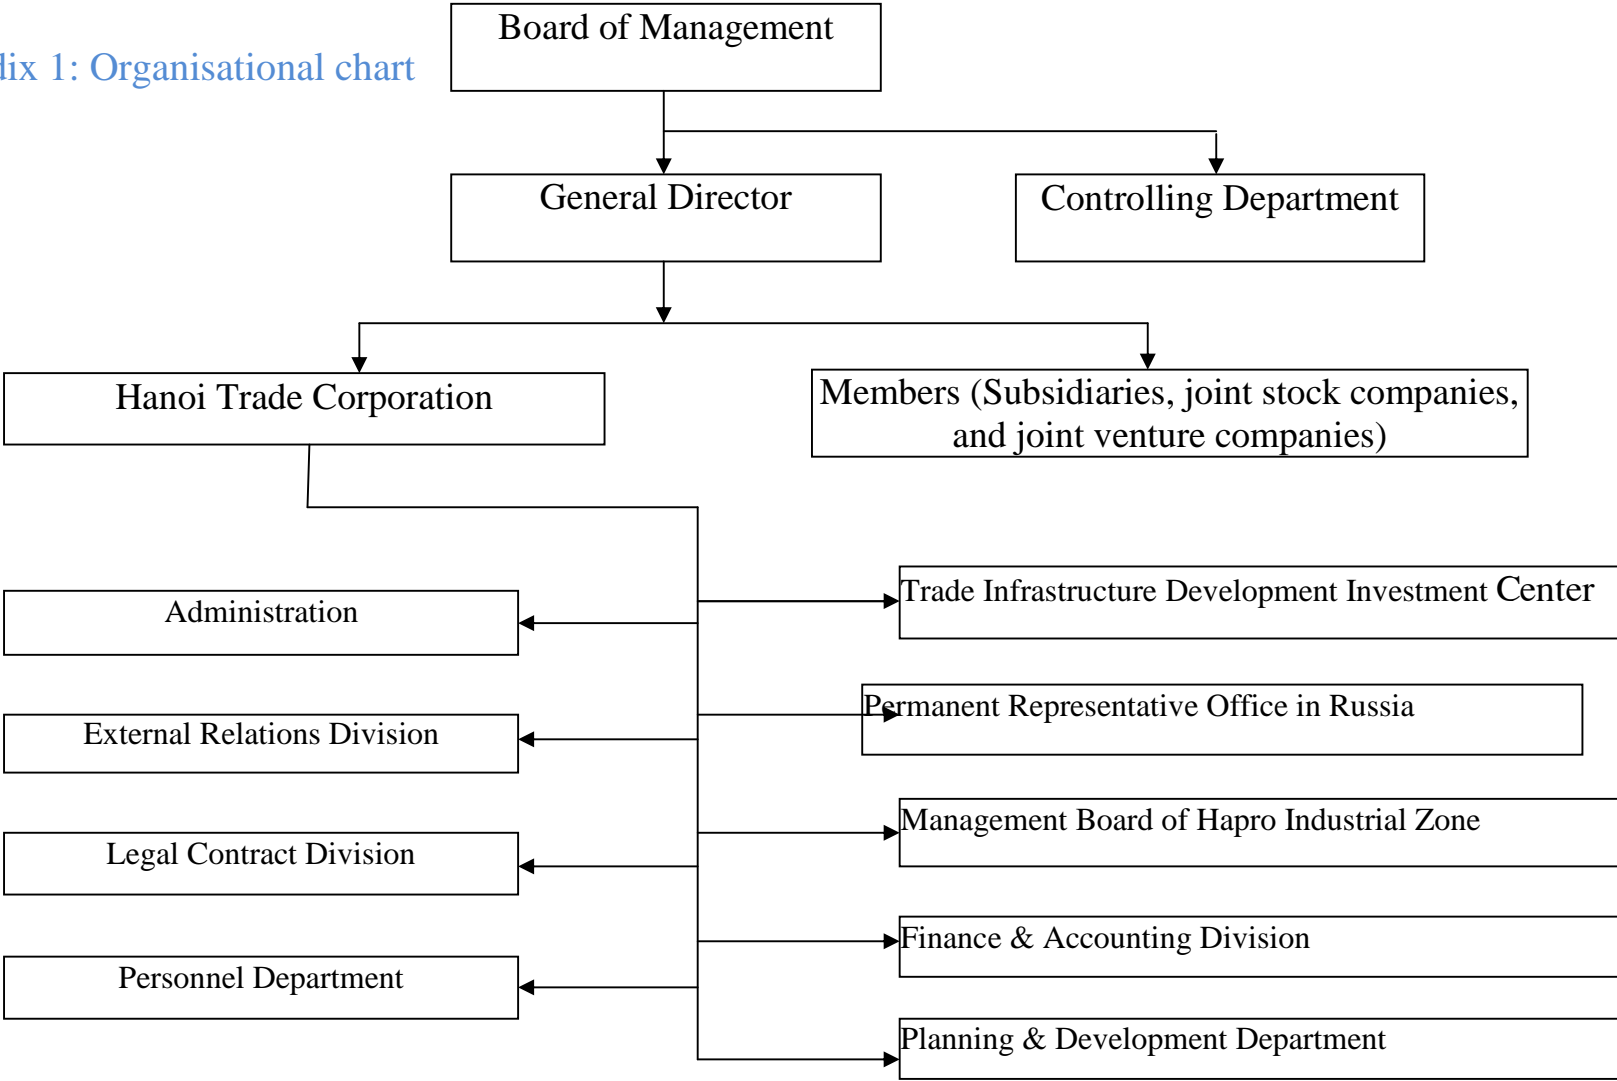 Board of Management
dix 1: Organisational chart
General Director
Controlling Department
Hanoi Trade Corporation
Members (Subsidiaries, joint stock companies,
and joint venture companies)
Trade Infrastructure Development Investment Center
Administration
Permanent Representative Office in Russia
External Relations Division
Management Board of Hapro Industrial Zone
Legal Contract Division
Finance & Accounting Division
Personnel Department
Planning & Development Department